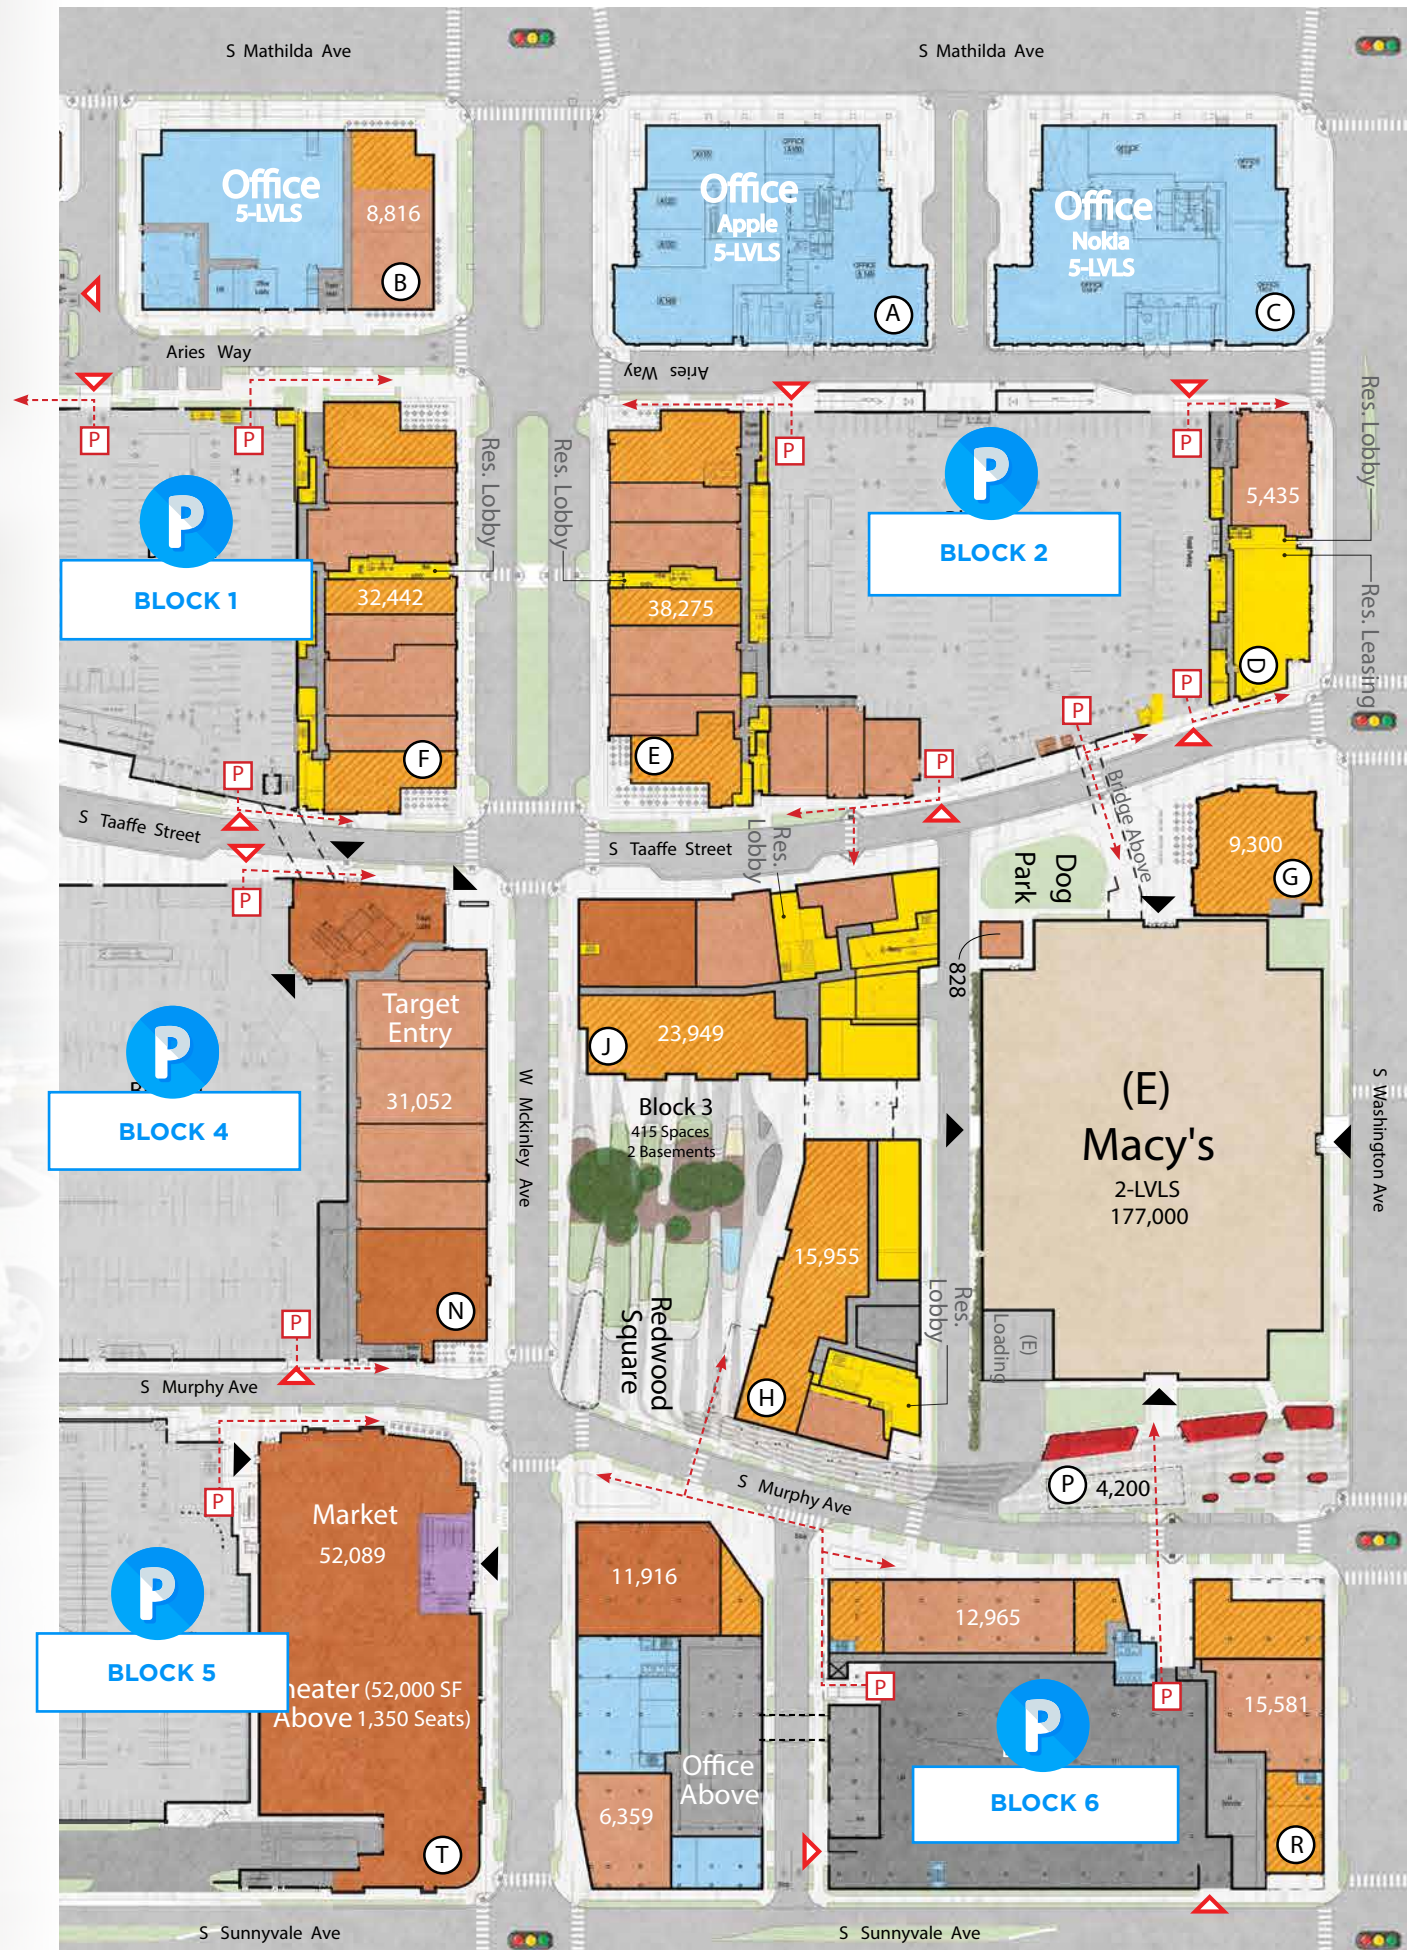 S Mathilda Ave
S Mathilda Ave
Office
5-LVLS
8,816
B
Office
Apple
5-LVLS
A
Office
Nokia
5-LVLS
C
Aries Way
Aries Way
P
P
P
P
Res. Lobby
Res. Lobby
Res. Lobby
Res. Leasing
P
BLOCK 1
32,442
F
38,275
E
P
BLOCK 2
5,435
D
P
P
P
P
S Taaffe Street
S Taaffe Street
Res.
Lobby
Bridge Above
Dog
Park
9,300
G
P
828
Target
Entry
31,052
N
P
BLOCK 4
W Mckinley Ave
J
23,949
Block 3
415 Spaces
2 Basements
(E)
Macy's
2-LVLS
177,000
S Washington Ave
15,955
H
Redwood
Square
Res.
Lobby
(E)
Loading
P
S Murphy Ave
S Murphy Ave
P
4,200
P
Market
52,089
P
BLOCK 5
heater (52,000 SF
Above 1,350 Seats)
T
11,916
Office
Above
6,359
12,965
P
P
P
BLOCK 6
15,581
R
S Sunnyvale Ave
S Sunnyvale Ave